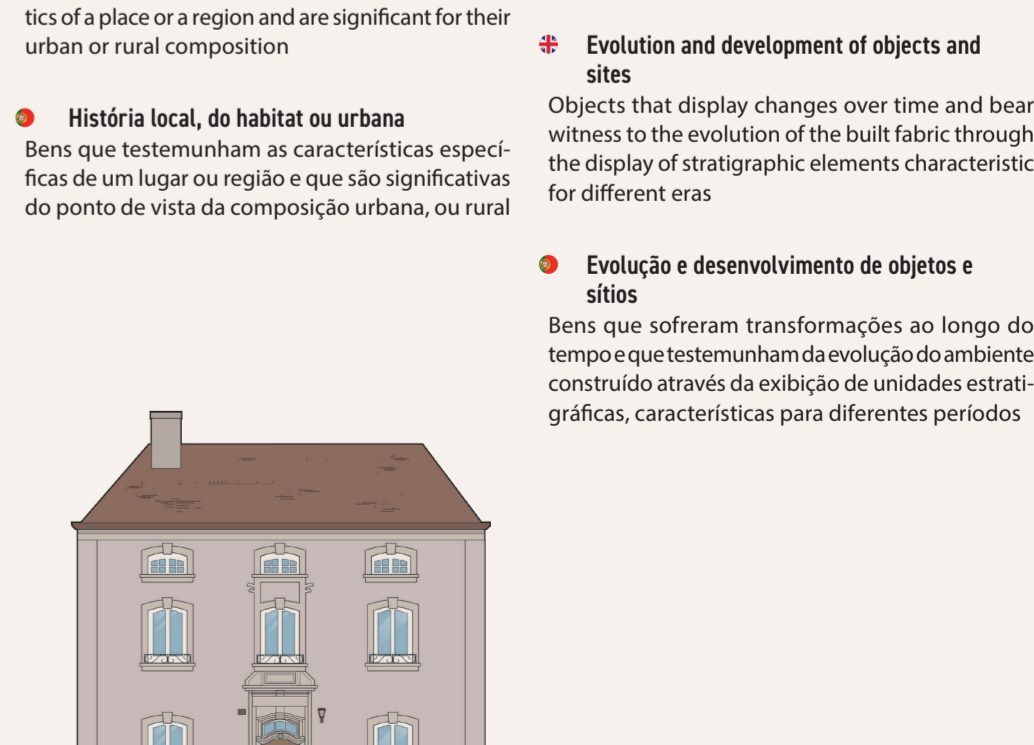 tics of a place or a region and are significant for their
urban or rural composition
História local, do habitat ou urbana
Bens que testemunham as características especí-
ficas de um lugar ou região e que são significativas
do ponto de vista da composição urbana, ou rural
Evolution and development of objects and
sites
Objects that display changes over time and bear
witness to the evolution of the built fabric through
the display of stratigraphic elements characteristic
for different eras
Evolução e desenvolvimento de objetos e
sítios
Bens que sofreram transformações ao longo do
tempo e que testemunham da evolução do ambiente
construído através da exibição de unidades estrati-
gráficas, características para diferentes períodos